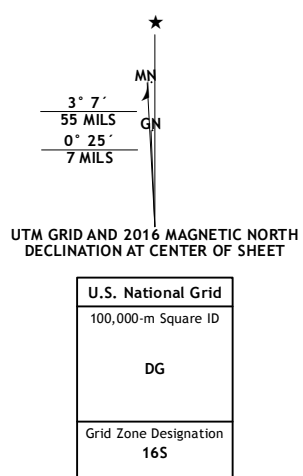 ★
MN
3° 7´
55 MILS
GN
0° 25´
7 MILS
UTM GRID AND 2016 MAGNETIC NORTH
DECLINATION AT CENTER OF SHEET
U.S. National Grid
100,000-m Square ID
DG
Grid Zone Designation
16S